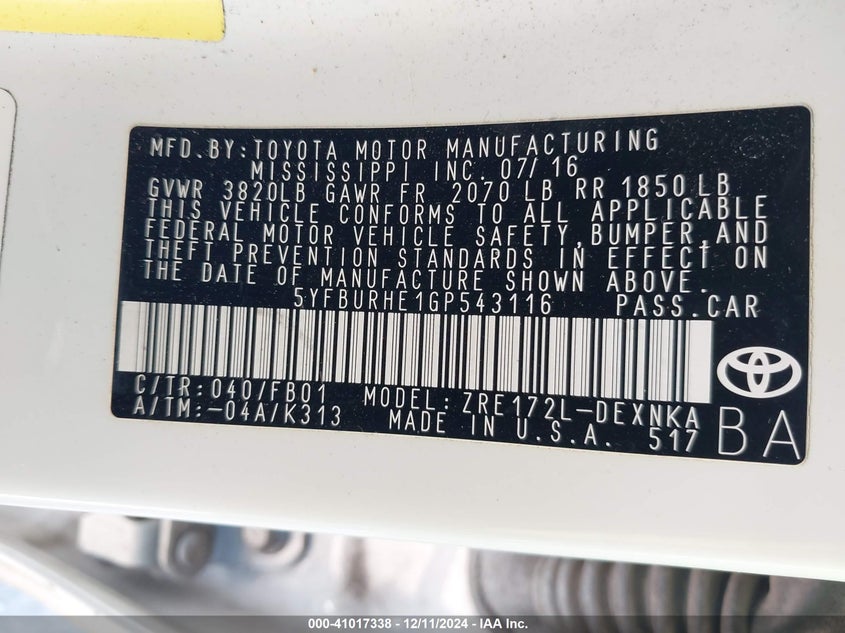 MFD.BY:TOYOTA MOTOR MANUFACTURING
MISSISSIPPI INC. 07/16
GVWR 3820LB GAWR FR 2070 LB RR 1850 LB
THIS VEHICLE CONFORMS TO ALL APPLICABLE
FEDERAL MOTOR VEHICLE SAFETY,BUMPER,AND
THEFT PREVENTION STANDARDS IN EFFECT ON
THE DATE OF MANUFACTURE SHOWN ABOVE.
5YFBURHE1GP543116 PASS.CAR
C/TR:040/FB01 MODEL:ZRE172L-DEXNKA
A/TM:-04A/K313 MADE IN U.S.A. 517
BA
000-41017338 - 12/11/2024 - IAA Inc.